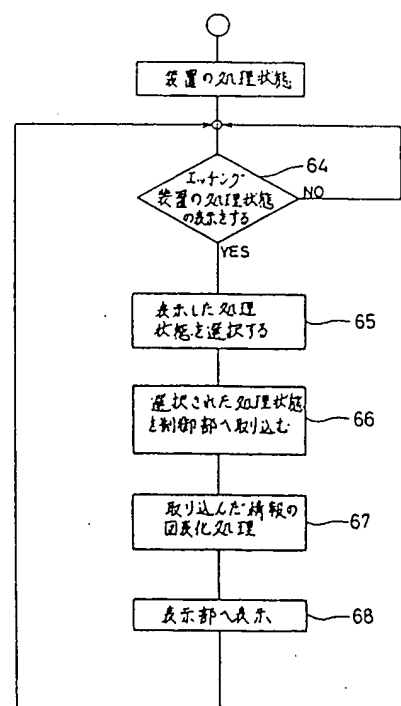 装置の処理状態
エッチング
装置の処理状態
の表示をする
64
NO
YES
表示した処理
状態を選択する
65
選択された処理状態
を制御部へ取り込む
66
取り込んだ情報の
図表化処理
67
表示部へ表示
68